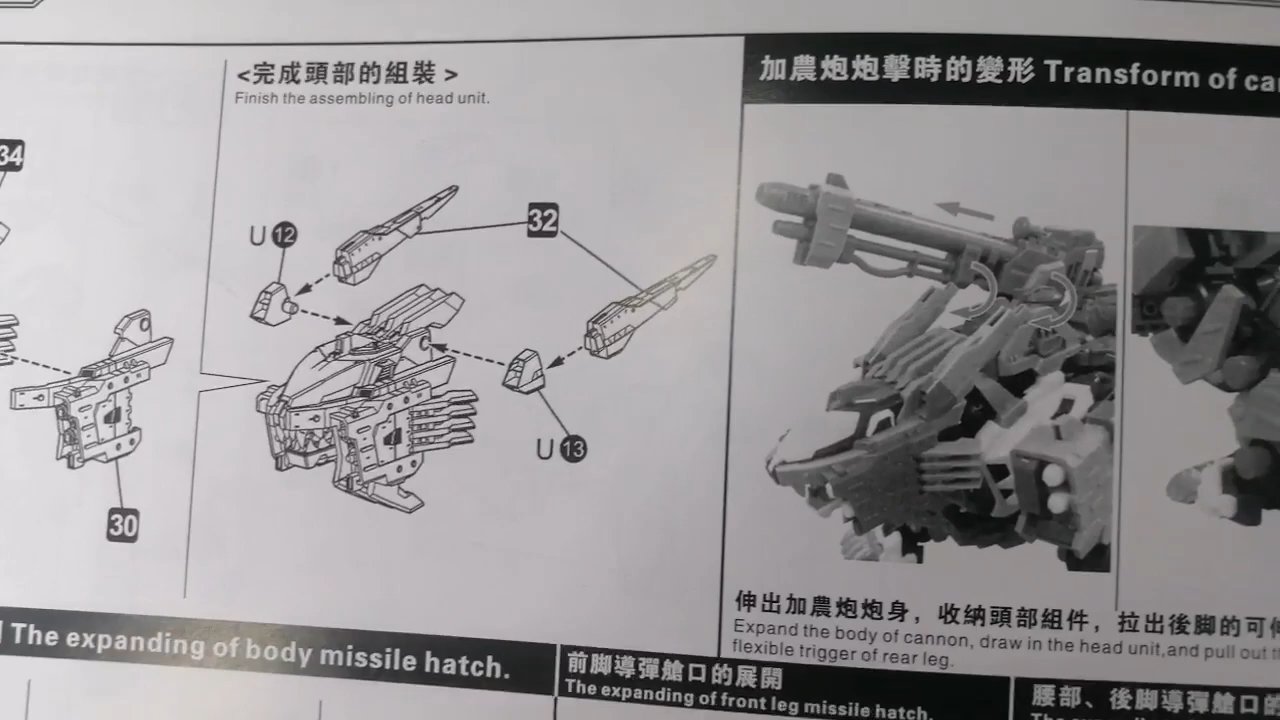 <完成頭部的組裝>
Finish the assembling of head unit.
34
U 12
32
U 13
30
加農炮炮擊時的變形 Transform of
伸出加農炮炮身，收納頭部組件，拉出後脚的可
Expand the body of cannon, draw in the head unit,and pull out
flexible trigger of rear leg.
The expanding of body missile hatch.
前脚導彈艙口的展開
The expanding of front leg missile hatch.
腰部、後脚導彈艙口的